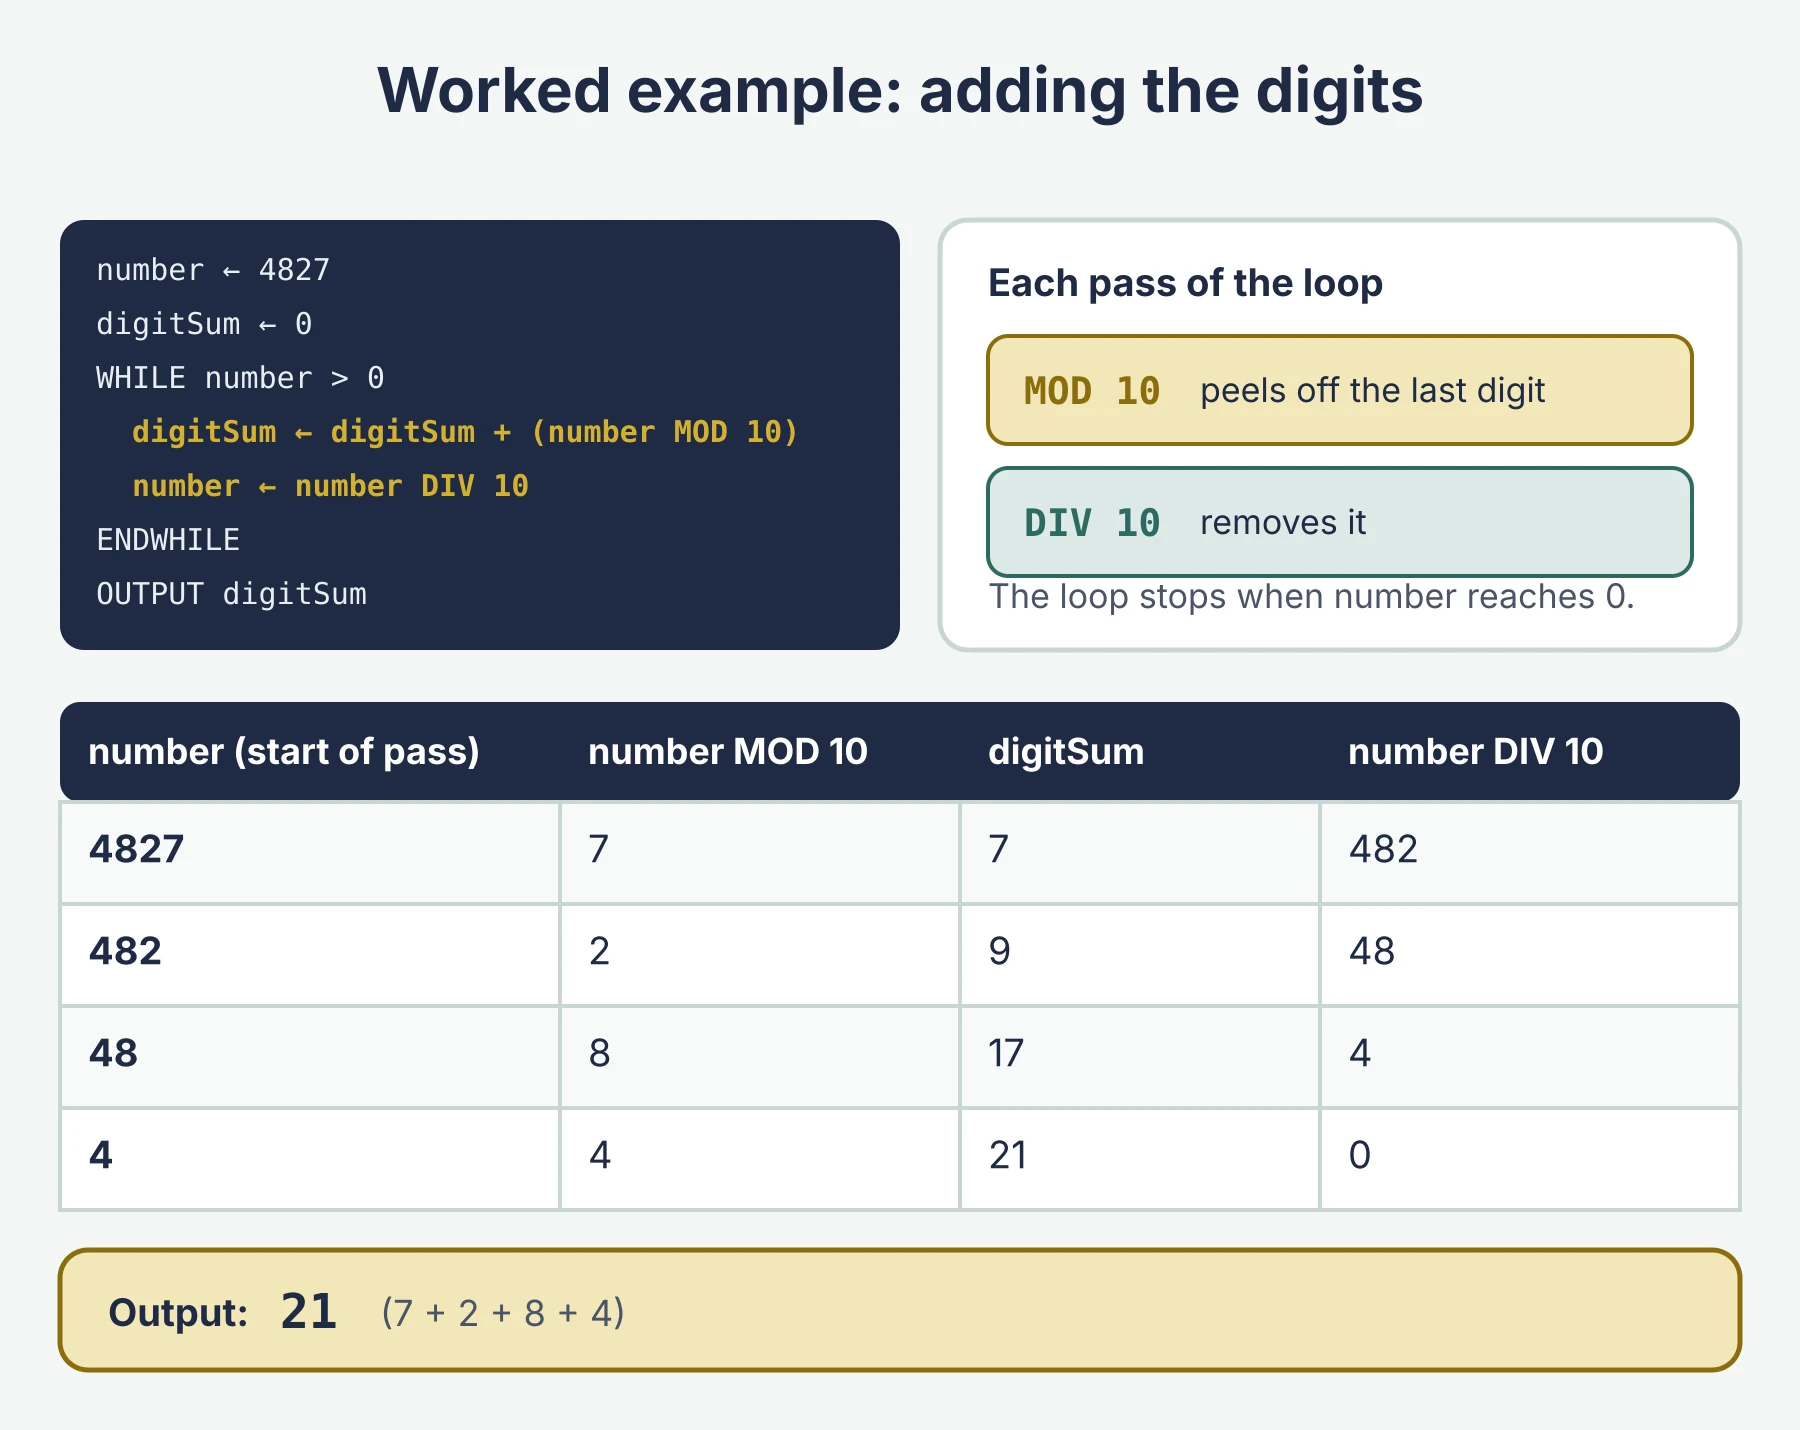 Worked example: adding the digits
number ← 4827
digitSum ← 0
WHILE number > 0
digitSum ← digitSum + (number MOD 10)
number ← number DIV 10
ENDWHILE
OUTPUT digitSum
Each pass of the loop
MOD 10 peels off the last digit
DIV 10 removes it
The loop stops when number reaches 0.
number (start of pass) number MOD 10 digitSum number DIV 10
4827 7 7 482
482 2 9 48
48 8 17 4
4 4 21 0
Output: 21 (7 + 2 + 8 + 4)